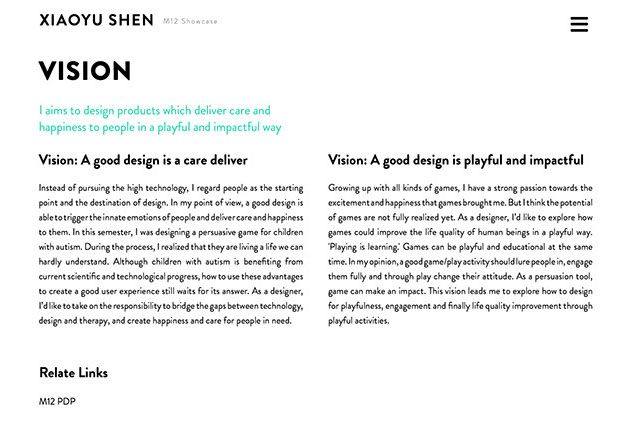 XIAOYU SHEN M12 Showcase
VISION
I aims to design products which deliver care and
happiness to people in a playful and impactful way
Vision: A good design is a care deliver
Instead of pursuing the high technology, I regard people as the starting
point and the destination of design. In my point of view, a good design is
able to trigger the innate emotions of people and deliver care and happiness
to them. In this semester, I was designing a persuasive game for children
with autism. During the process, I realized that they are living a life we can
hardly understand. Although children with autism is benefiting from
current scientific and technological progress, how to use these advantages
to create a good user experience still waits for its answer. As a designer,
I'd like to take on the responsibility to bridge the gaps between technology,
design and therapy, and create happiness and care for people in need.
Vision: A good design is playful and impactful
Growing up with all kinds of games, I have a strong passion towards the
excitement and happiness that games brought me. But I think the potential
of games are not fully realized yet. As a designer, I'd like to explore how
games could improve the life quality of human beings in a playful way.
'Playing is learning.' Games can be playful and educational at the same
time. In my opinion, a good game/play activity should lure people in, engage
them fully and through play change their attitude. As a persuasion tool,
game can make an impact. This vision leads me to explore how to design
for playfulness, engagement and finally life quality improvement through
playful activities.
Relate Links
M12 PDP